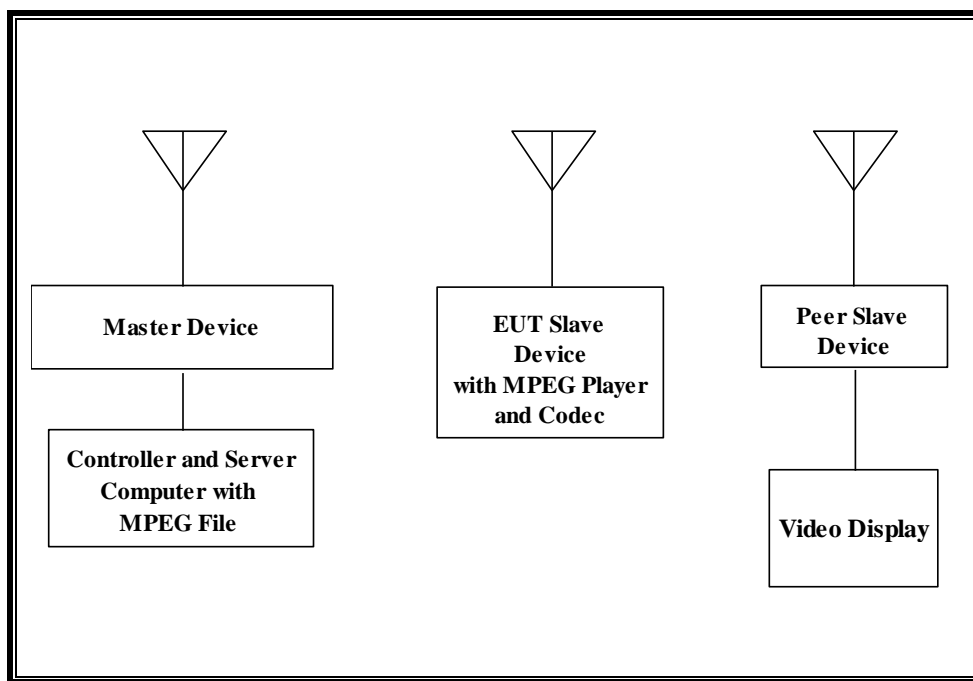 Master Device
Controller and Server
Computer with
MPEG File
EUT Slave
Device
with MPEG Player
and Codec
Peer Slave
Device
Video Display